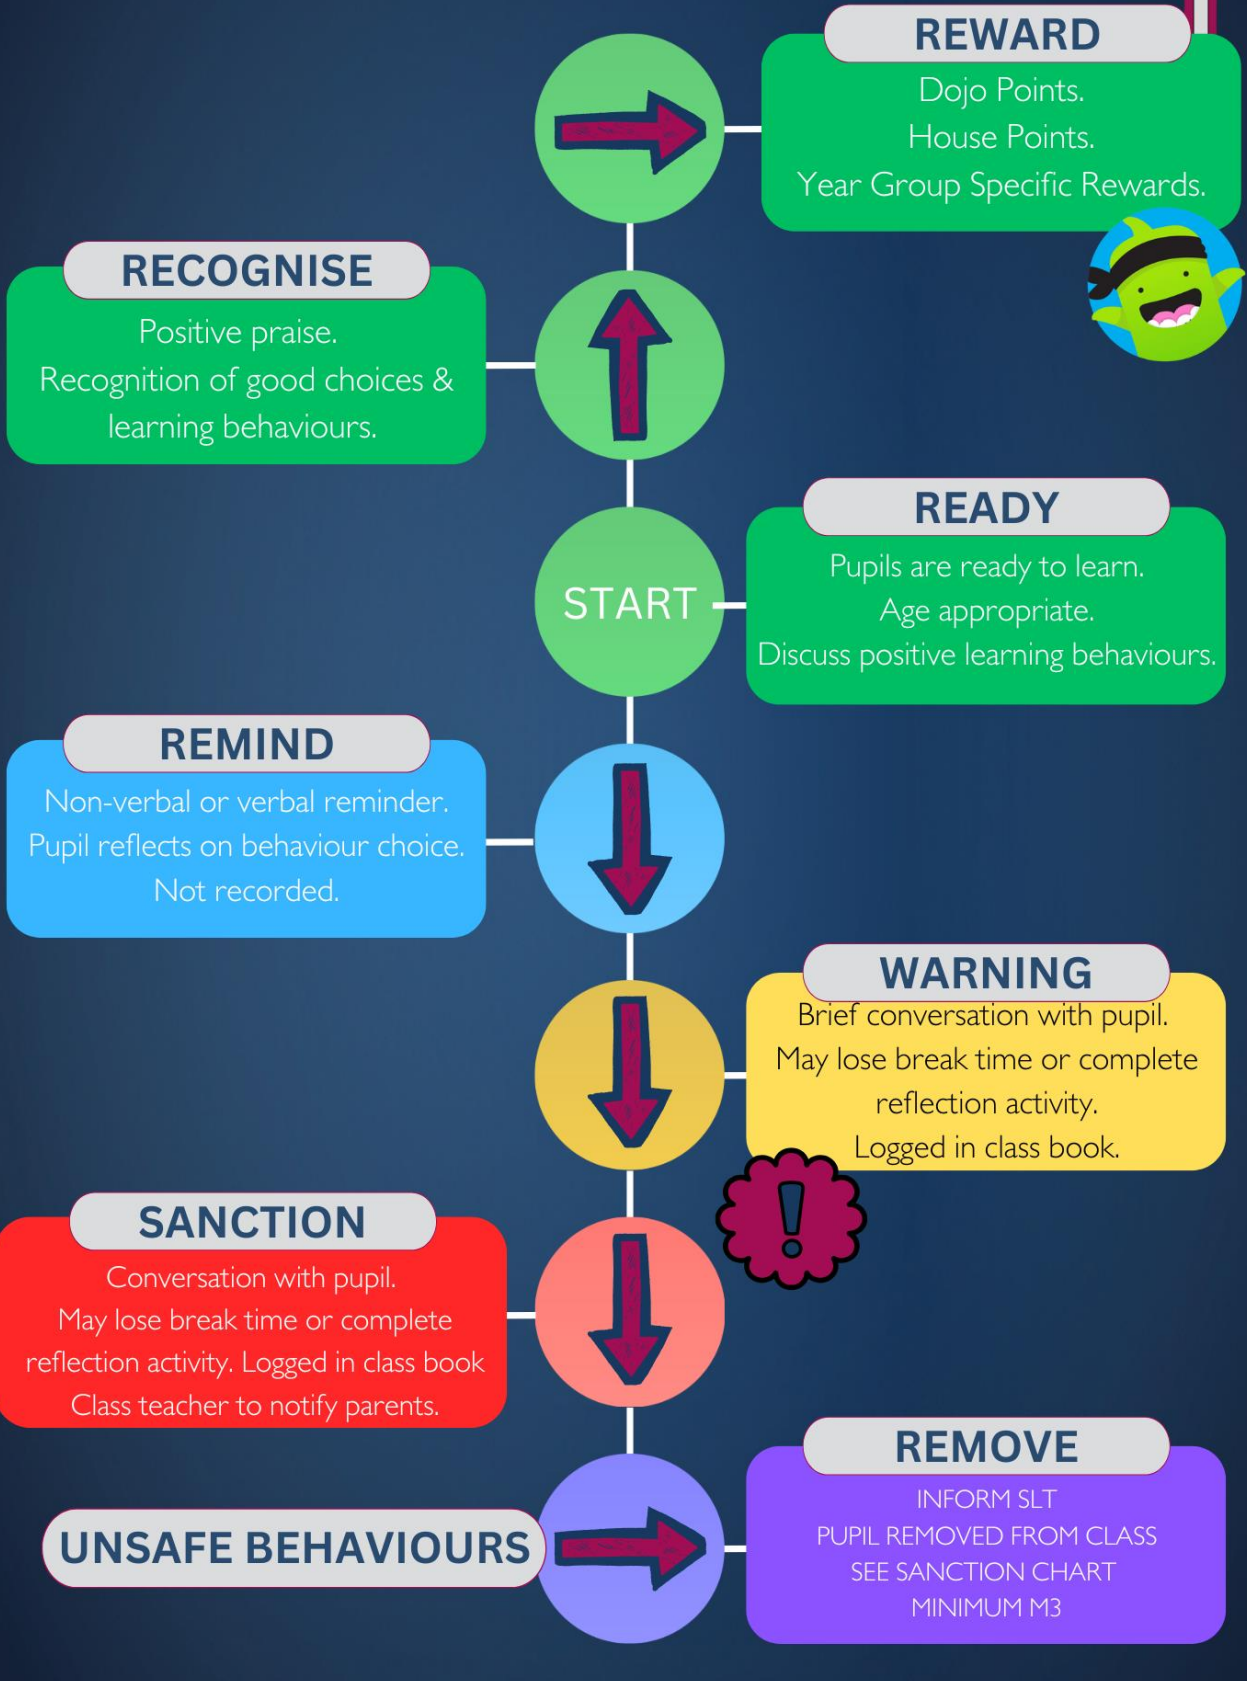 REWARD
Dojo Points.
House Points.
Year Group Specific Rewards.
RECOGNISE
Positive praise.
Recognition of good choices &
learning behaviours.
START
READY
Pupils are ready to learn.
Age appropriate.
Discuss positive learning behaviours.
REMIND
Non-verbal or verbal reminder.
Pupil reflects on behaviour choice.
Not recorded.
WARNING
Brief conversation with pupil.
May lose break time or complete
reflection activity.
Logged in class book.
SANCTION
Conversation with pupil.
May lose break time or complete
reflection activity. Logged in class book
Class teacher to notify parents.
UNSAFE BEHAVIOURS
REMOVE
INFORM SLT
PUPIL REMOVED FROM CLASS
SEE SANCTION CHART
MINIMUM M3